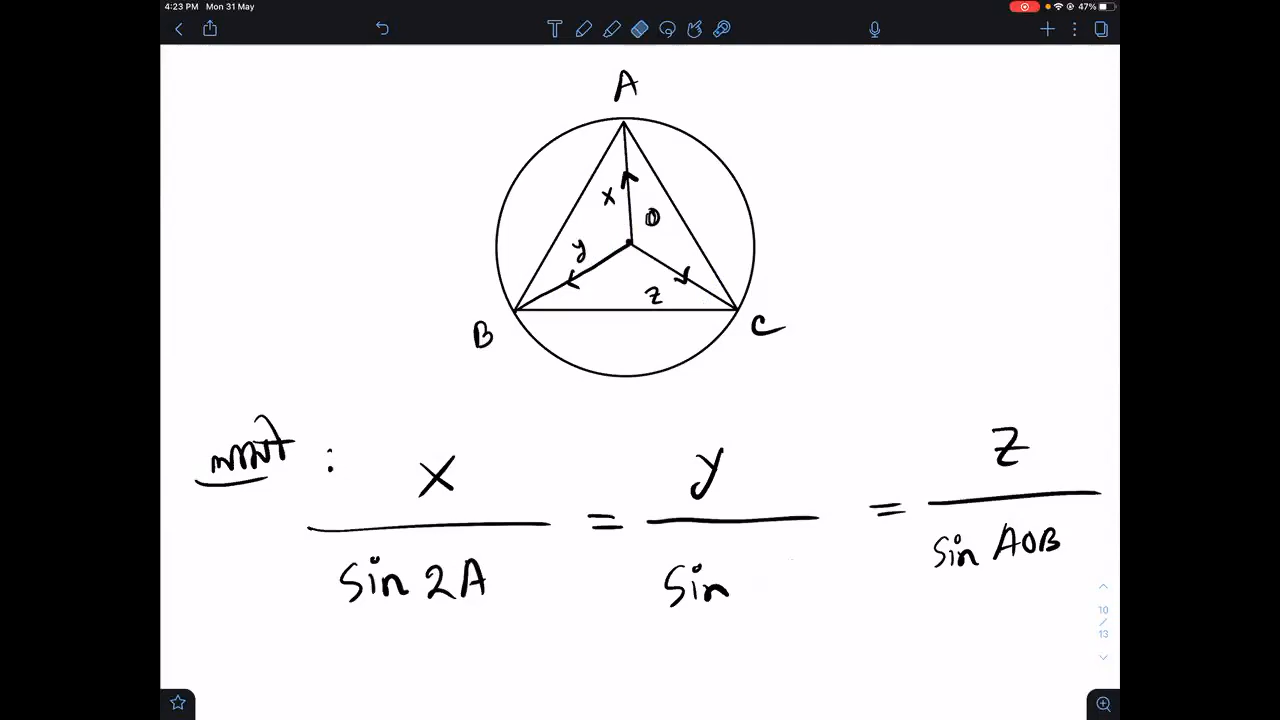 4:23 PM Mon 31 May
47%
T
A
x
O
y
z
B
C
: x/sin 2A = y/sin = z/sin AOB
10
/
13